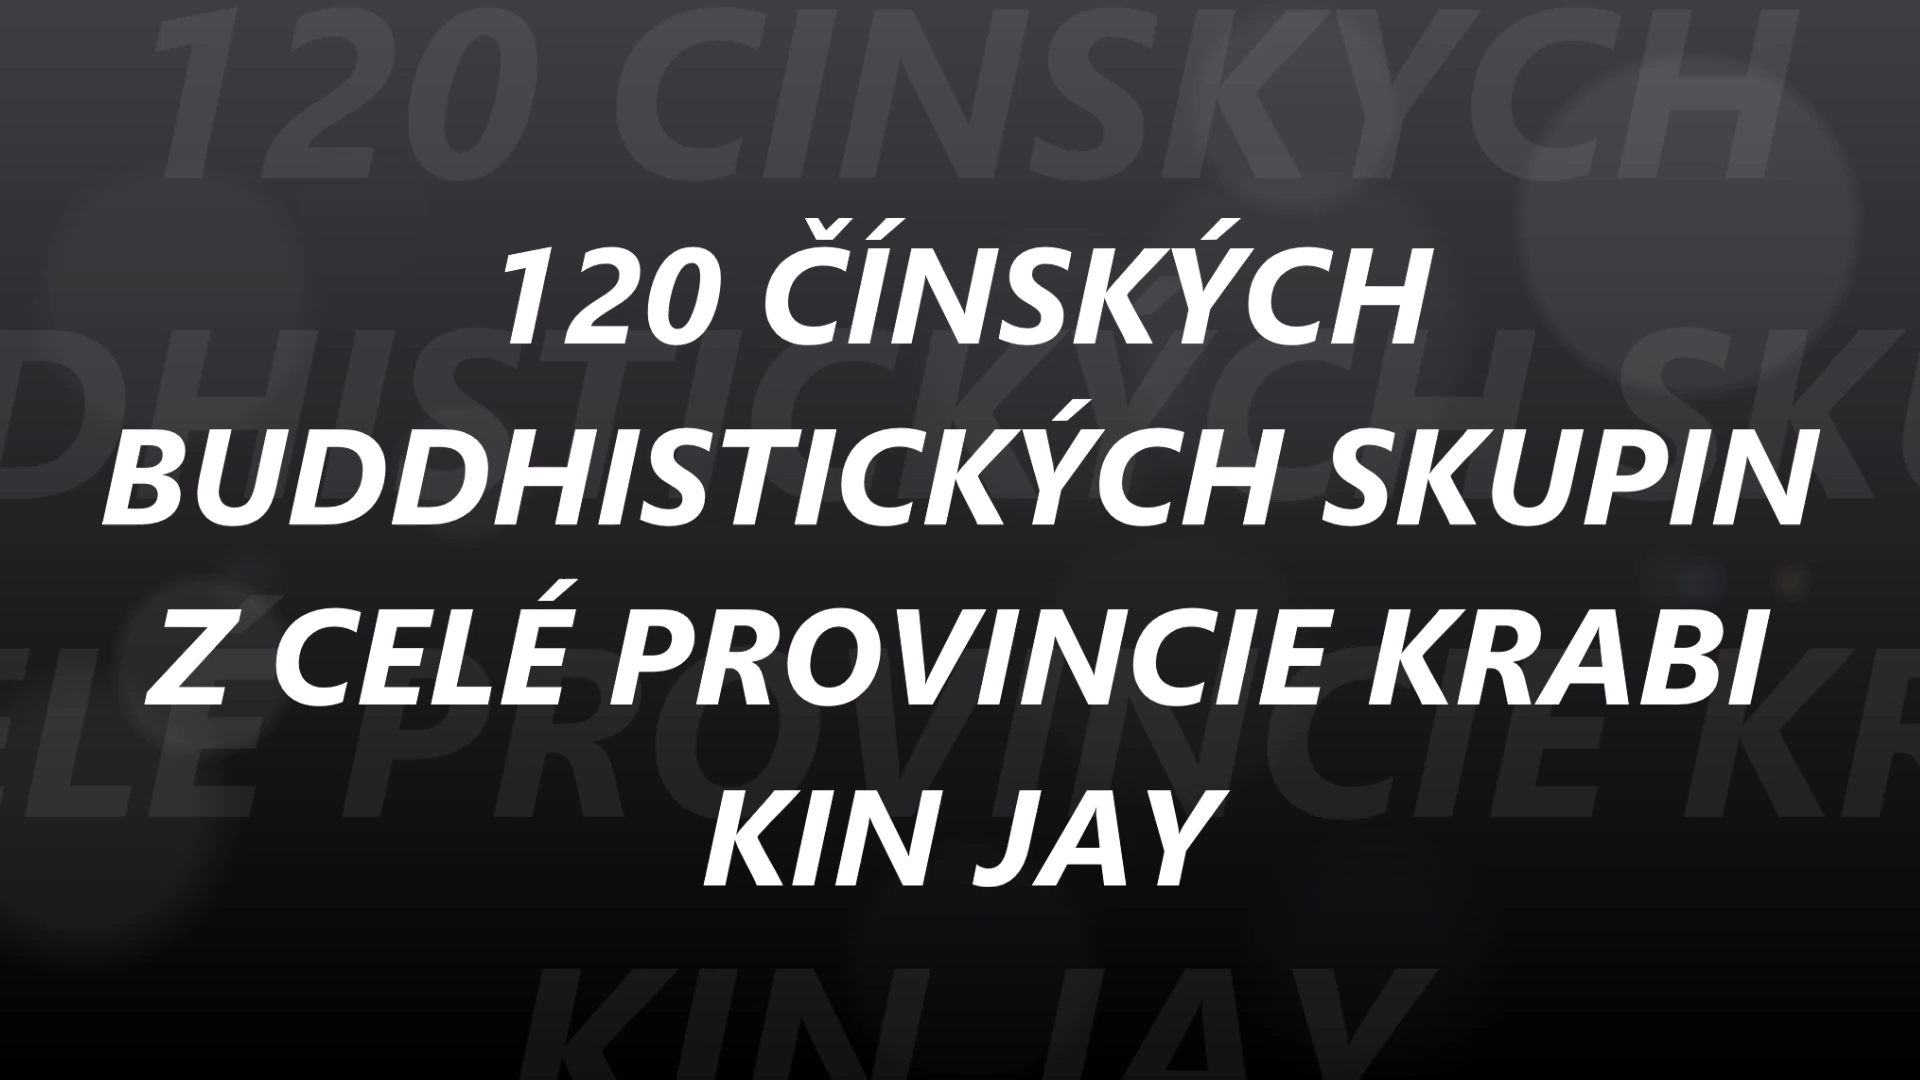 120 ČÍNSKÝCH
BUDDHISTICKÝCH SKUPIN
Z CELÉ PROVINCIE KRABI
KIN JAY